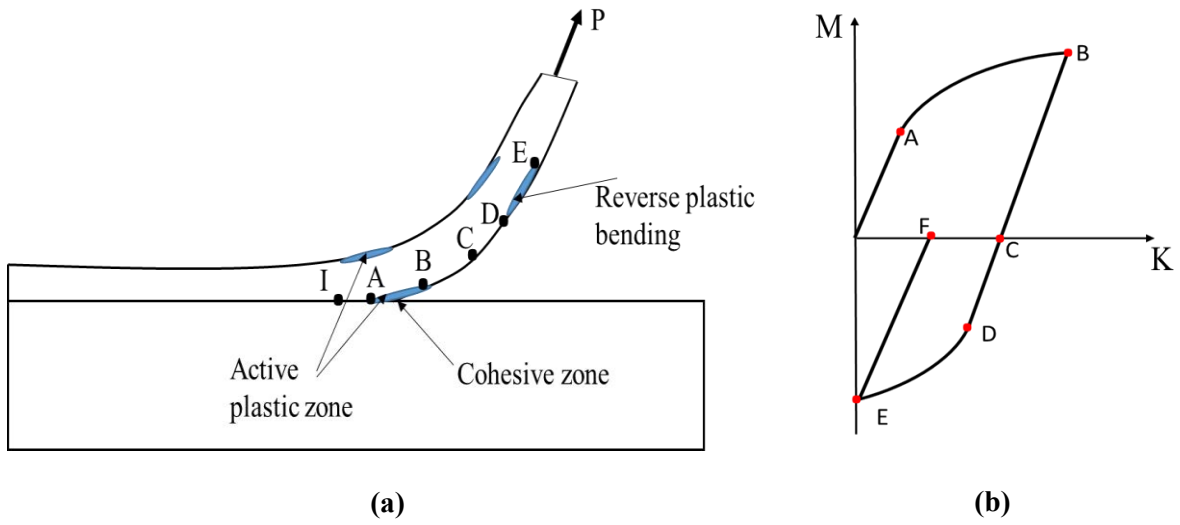 P
E
D
C
B
A
I
Reverse plastic
bending
Active
plastic zone
Cohesive zone
(a)
M
B
A
F
C
K
D
E
(b)